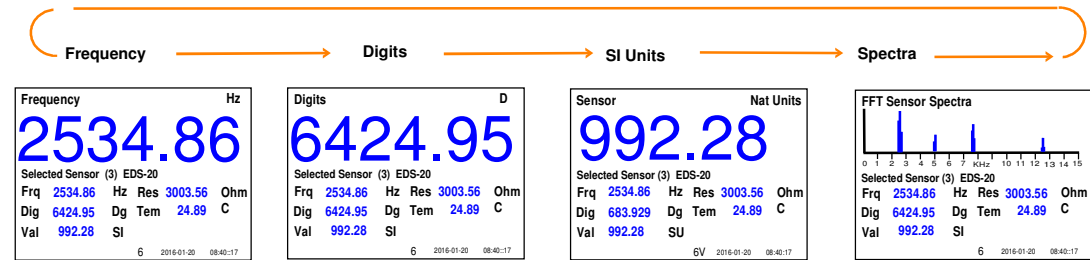 Frequency Digits SI Units Spectra
Frequency Hz
2534.86
Selected Sensor (3) EDS-20
Frq 2534.86 Hz Res 3003.56 Ohm
Dig 6424.95 Dg Tem 24.89 C
Val 992.28 SI
6 2016-01-20 08:40::17
Digits D
6424.95
Selected Sensor (3) EDS-20
Frq 2534.86 Hz Res 3003.56 Ohm
Dig 6424.95 Dg Tem 24.89 C
Val 992.28 SI
6 2016-01-20 08:40::17
Sensor Nat Units
992.28
Selected Sensor (3) EDS-20
Frq 2534.86 Hz Res 3003.56 Ohm
Dig 683.929 Dg Tem 24.89 C
Val 992.28 SU
6V 2016-01-20 08:40::17
FFT Sensor Spectra
0 1 2 3 4 5 6 7 KHz 10 11 12 13 14 15
Selected Sensor (3) EDS-20
Frq 2534.86 Hz Res 3003.56 Ohm
Dig 6424.95 Dg Tem 24.89 C
Val 992.28 SI
6 2016-01-20 08:40::17